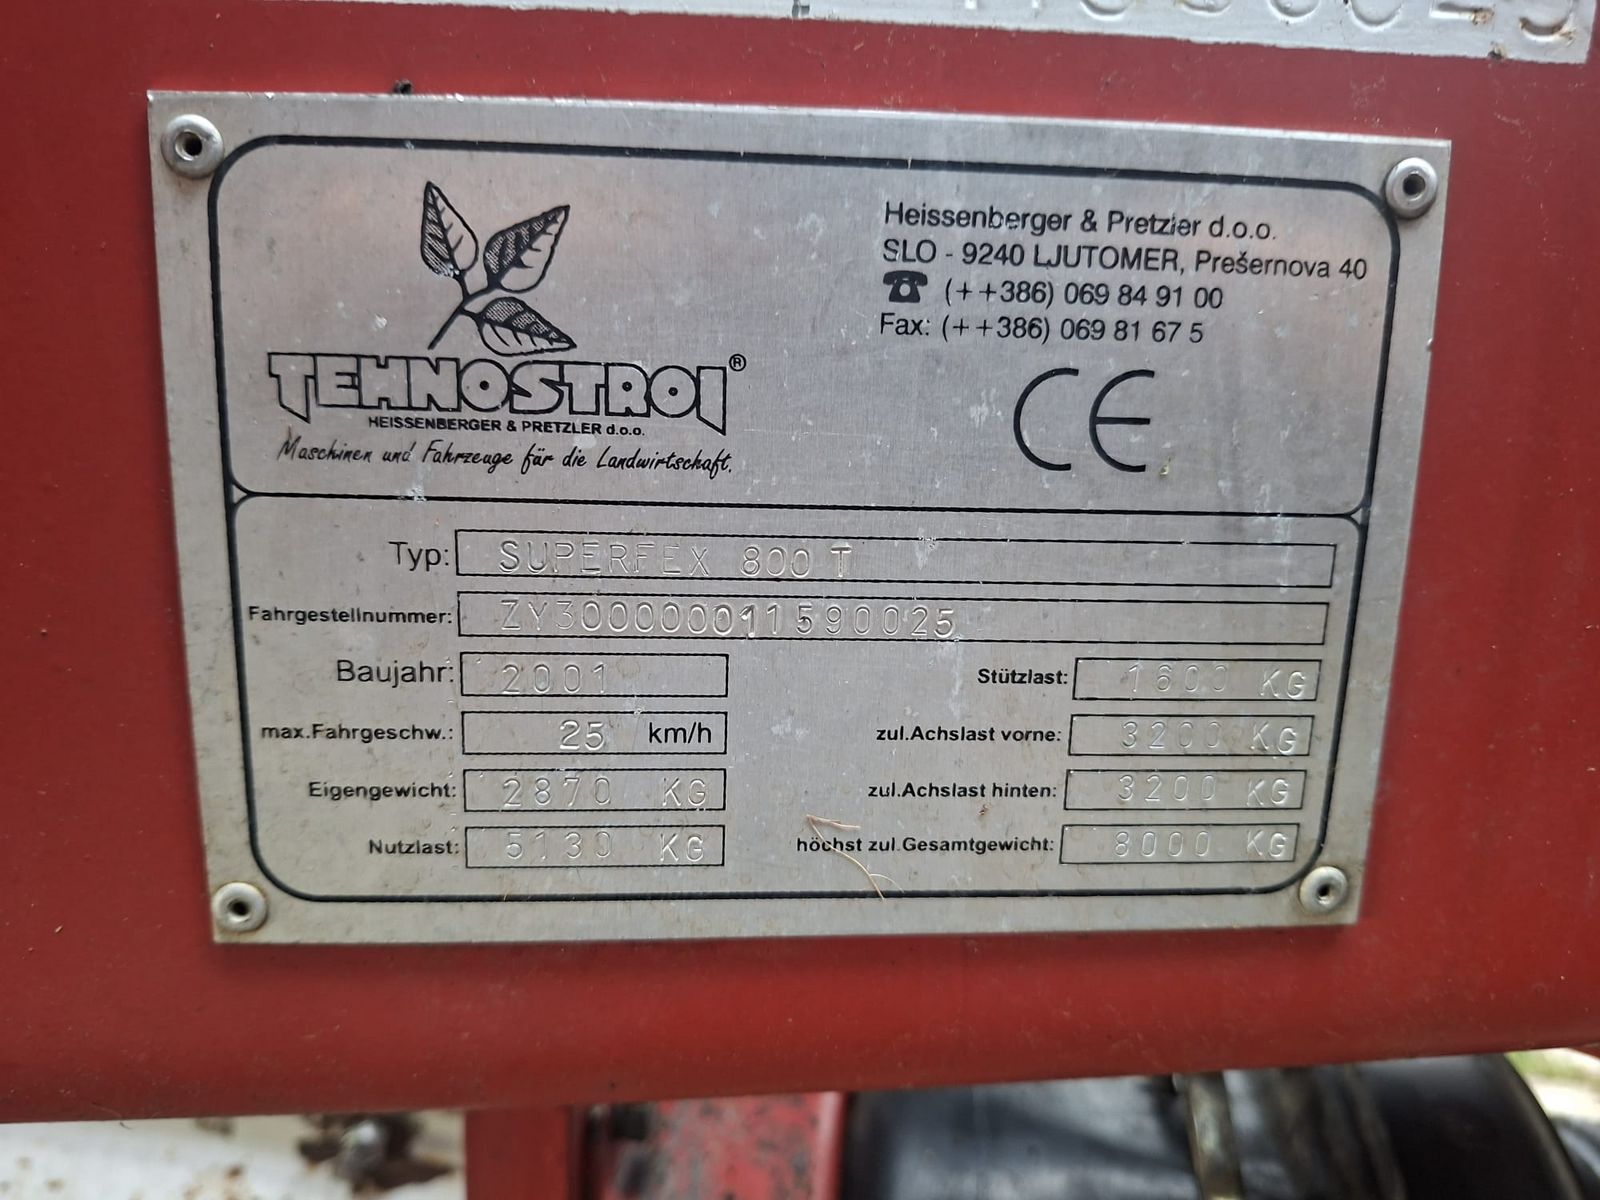 Heissenberger & Pretzler d.o.o.
SLO - 9240 LJUTOMER, Prešernova 40
☎ (++386) 069 84 91 00
Fax: (++386) 069 81 67 5
TEHNOSTROJ®
HEISSENBERGER & PRETZLER d.o.o.
Maschinen und Fahrzeuge für die Landwirtschaft.
CE
Typ: SUPERFEX 800 T
Fahrgestellnummer: ZY300000011590025
Baujahr: 2001
max.Fahrgeschw.: 25 km/h
Eigengewicht: 2870 KG
Nutzlast: 5130 KG
Stützlast: 1600 KG
zul.Achslast vorne: 3200 KG
zul.Achslast hinten: 3200 KG
höchst zul.Gesamtgewicht: 8000 KG